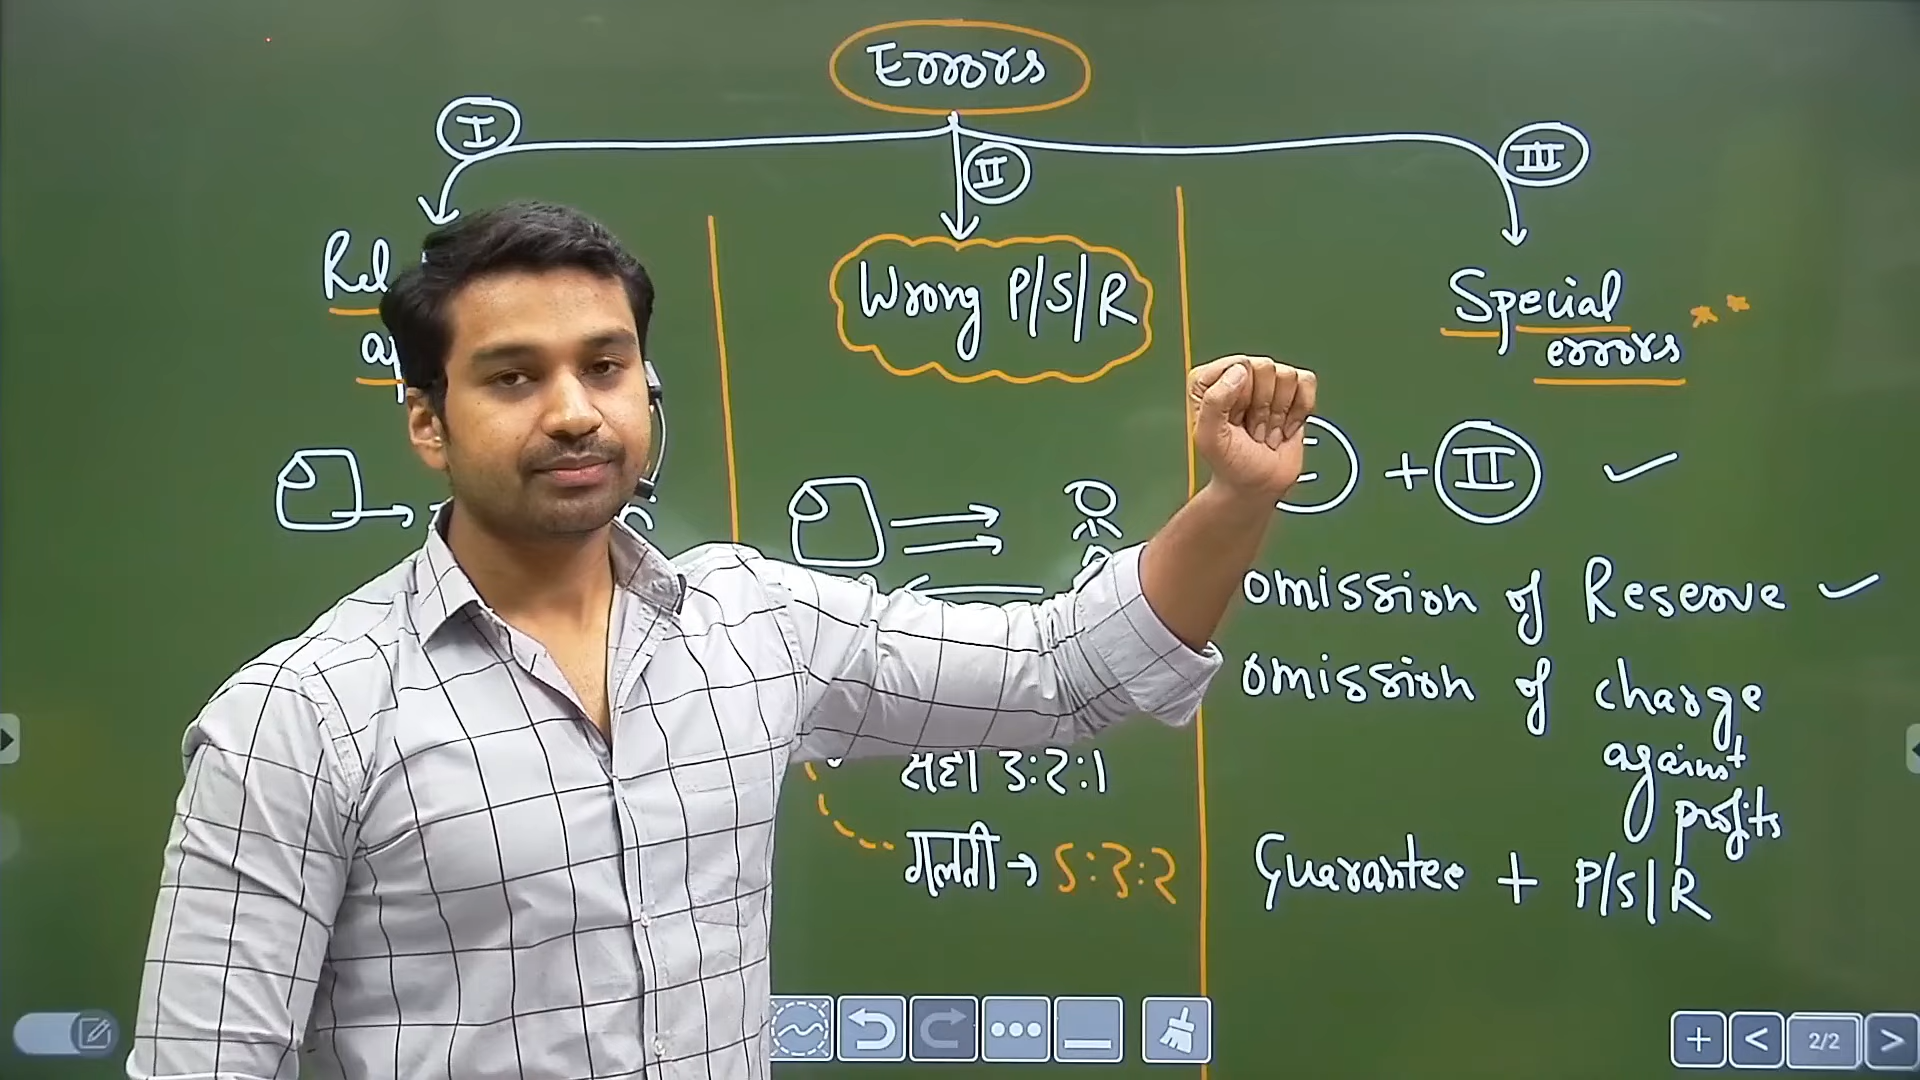 Errors
I
II
III
Wrong P/S/R
Special
errors
+ II ✓
omission of Reserve ✓
omission of charge
against
profits
सही 3:2:1
गलती → 5:3:2
Guarantee + P/S/R
2/2